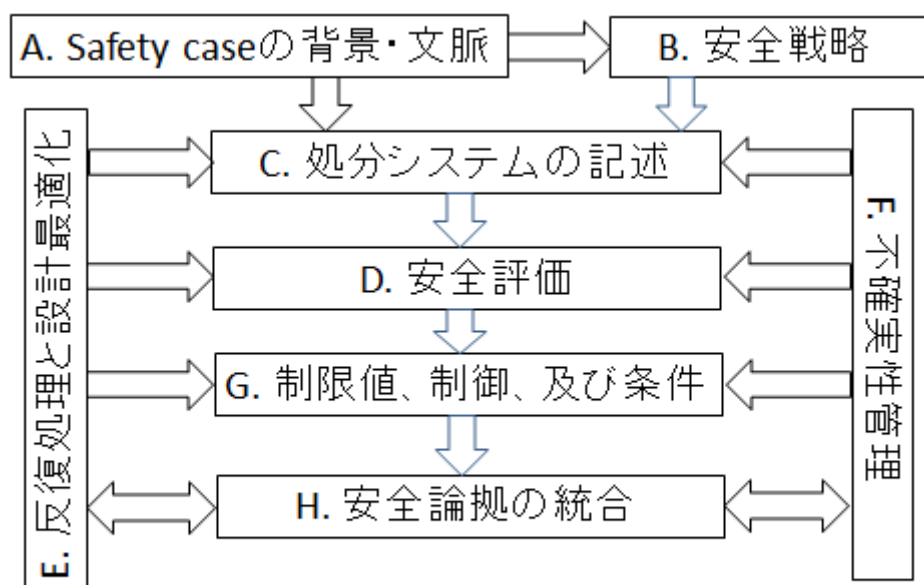 A. Safety caseの背景・文脈
B. 安全戦略
C. 処分システムの記述
D. 安全評価
G. 制限値、制御、及び条件
H. 安全論拠の統合
E. 反復処理と設計最適化
F. 不確実性管理